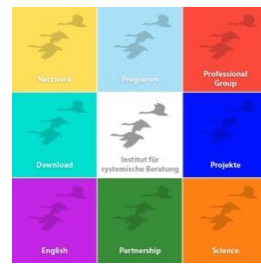 Netzwerk
Programm
Professional
Group
Download
Institut für
systemische Beratung
Projekte
English
Partnership
Science